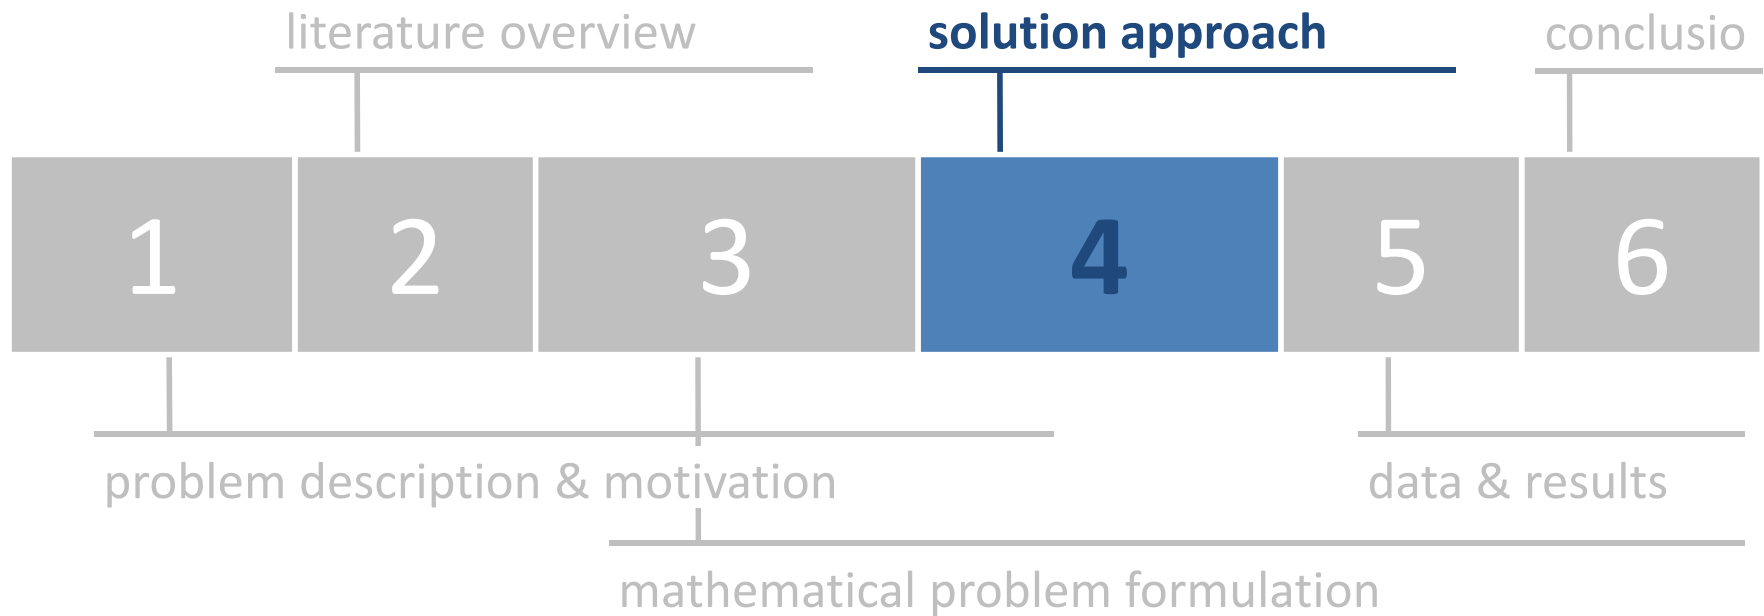 literature overview
solution approach
conclusio
1 2 3 4 5 6
problem description & motivation
data & results
mathematical problem formulation